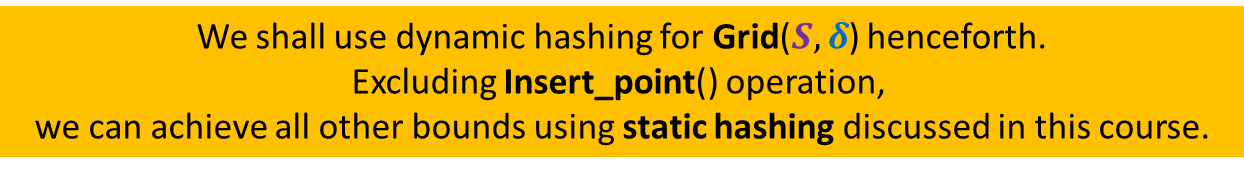 We shall use dynamic hashing for Grid(S, δ) henceforth.
Excluding Insert_point() operation,
we can achieve all other bounds using static hashing discussed in this course.